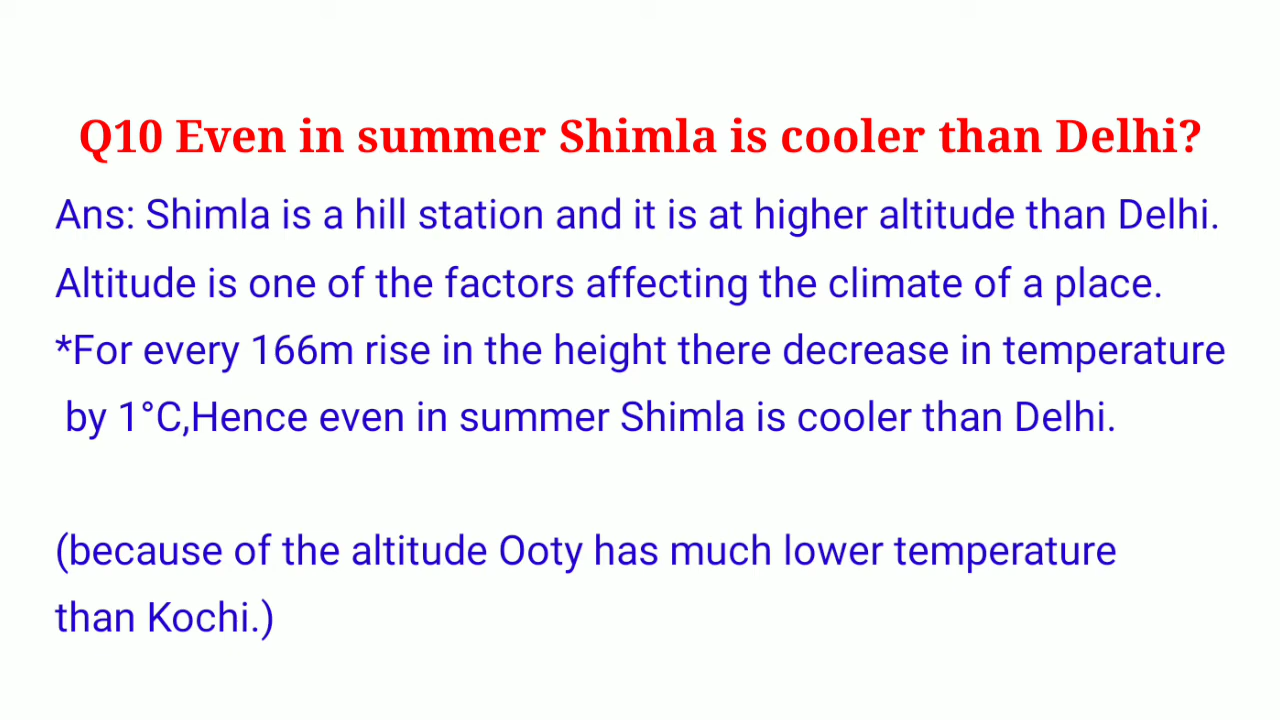 Q10 Even in summer Shimla is cooler than Delhi?
Ans: Shimla is a hill station and it is at higher altitude than Delhi.
Altitude is one of the factors affecting the climate of a place.
*For every 166m rise in the height there decrease in temperature
by 1°C,Hence even in summer Shimla is cooler than Delhi.
(because of the altitude Ooty has much lower temperature
than Kochi.)